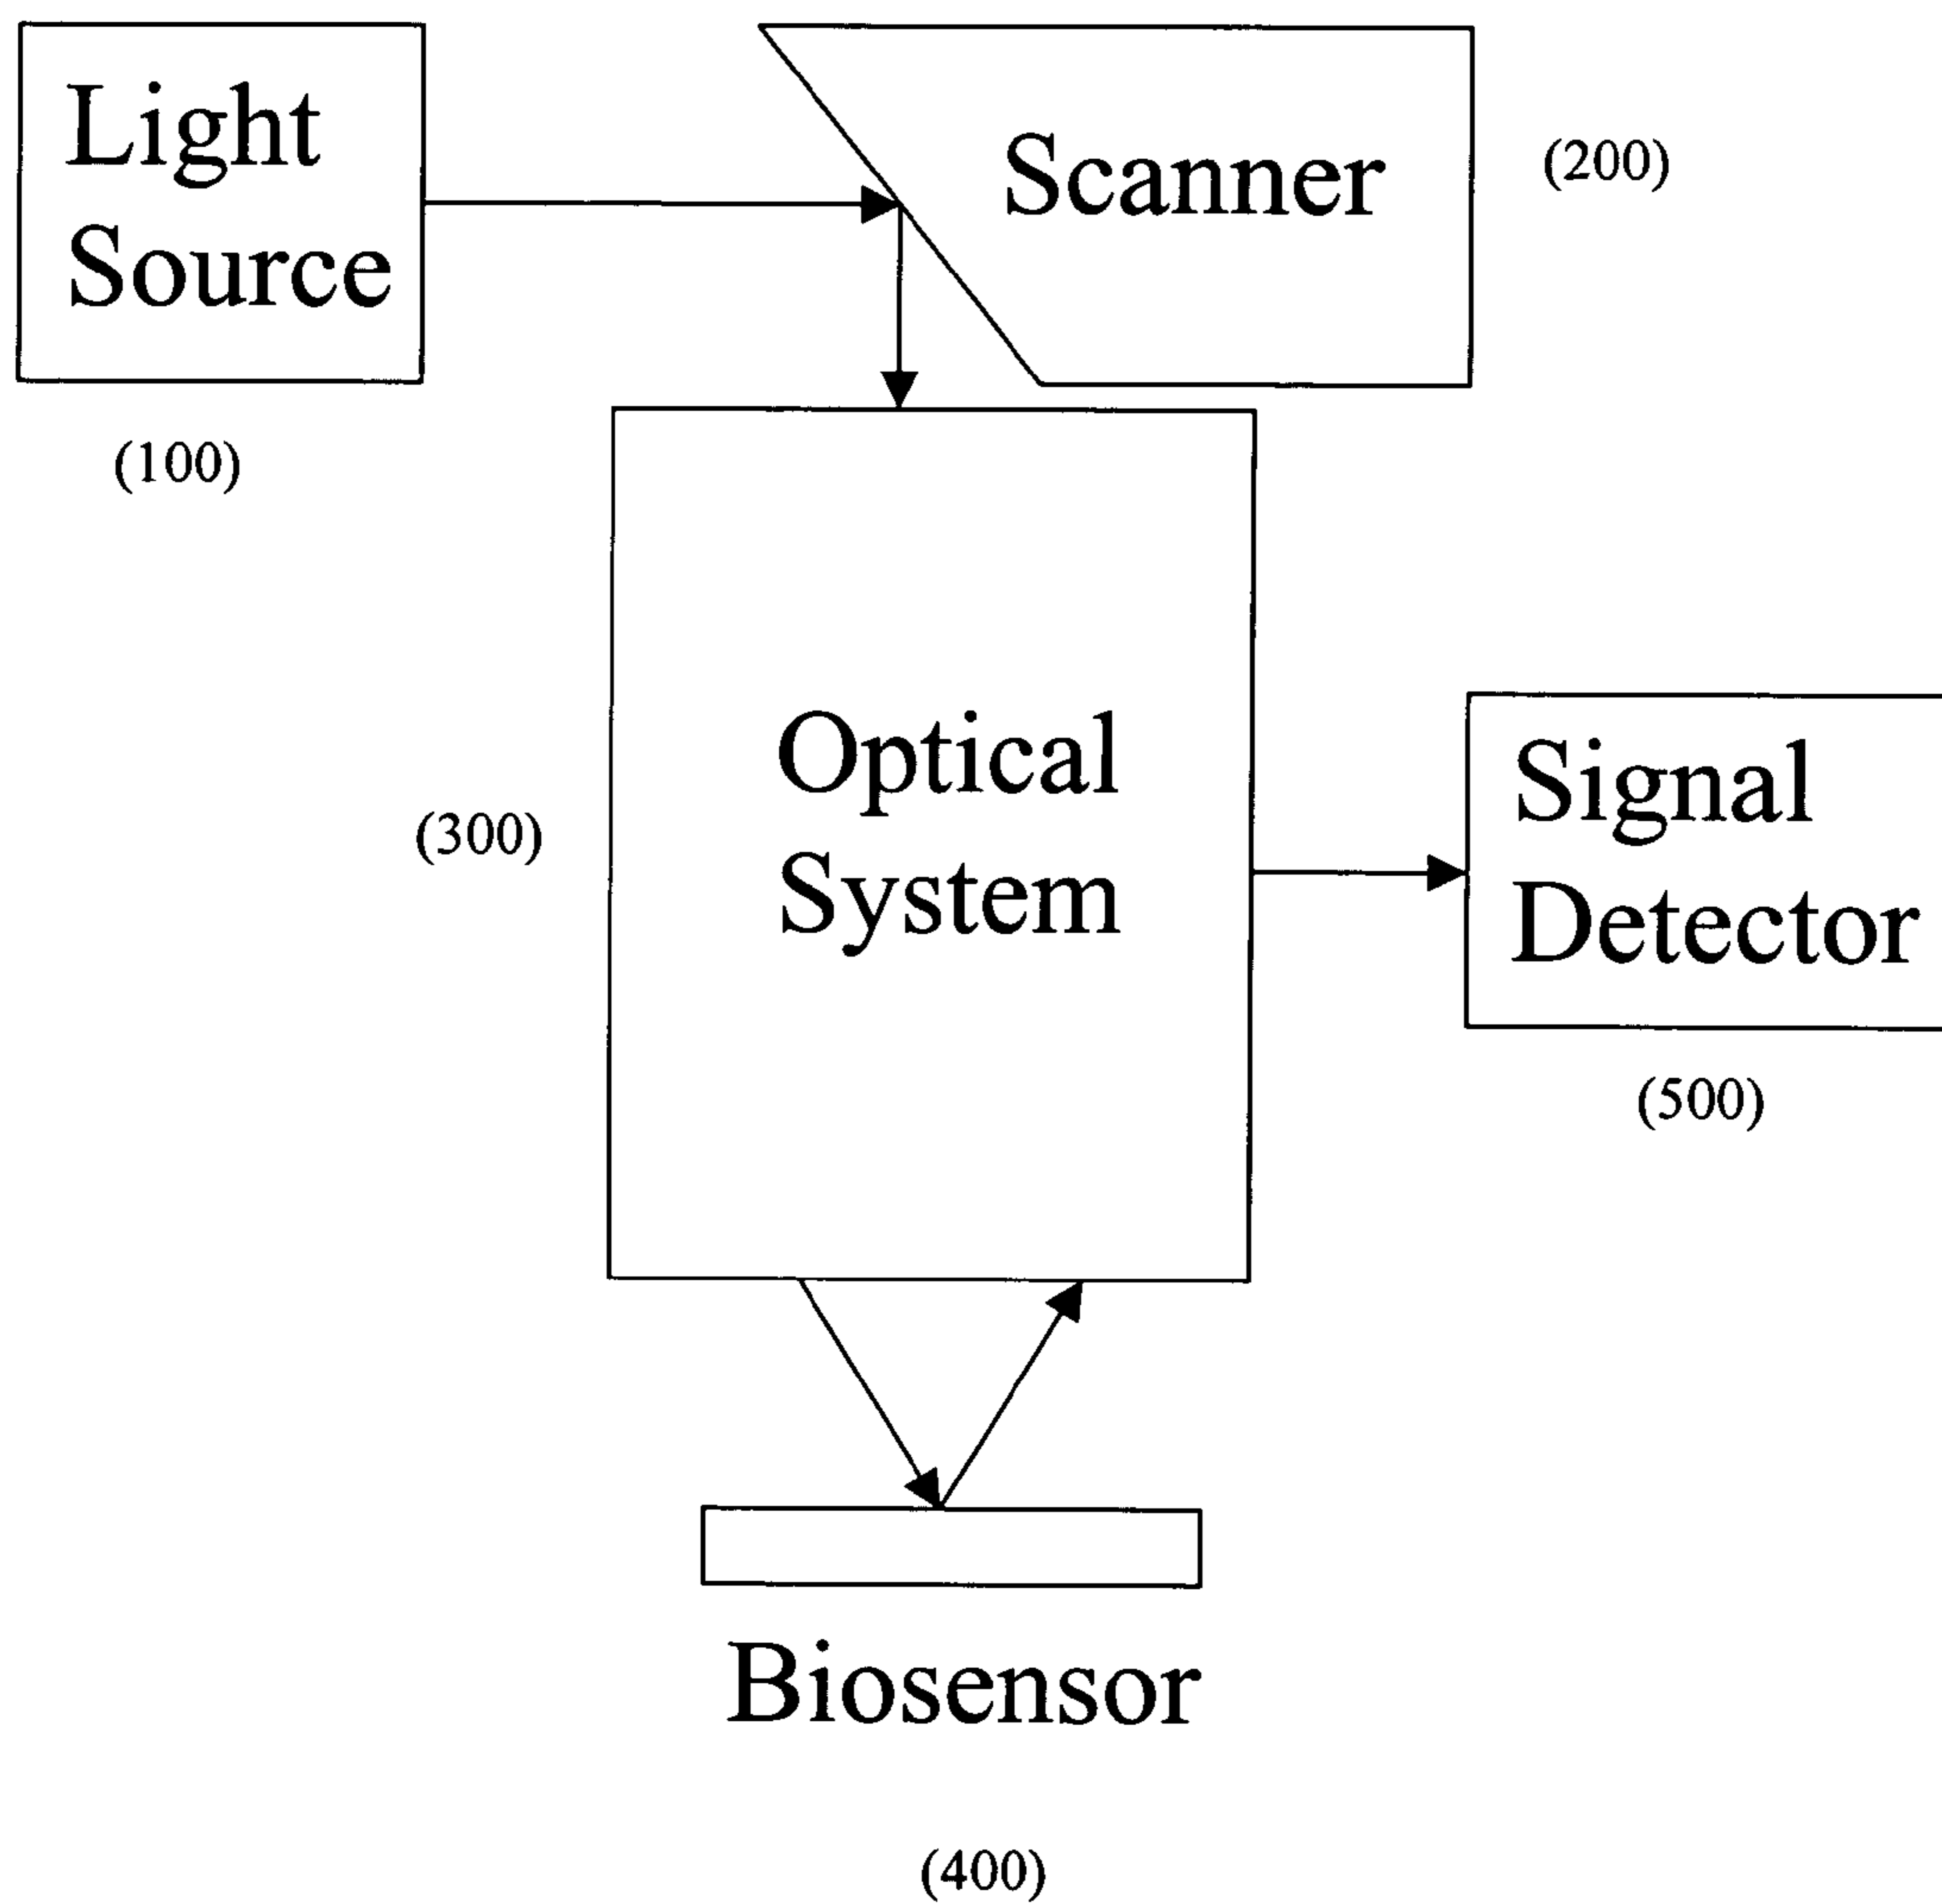 Light
Source
(100)
Scanner
(200)
Optical
System
(300)
Signal
Detector
(500)
Biosensor
(400)